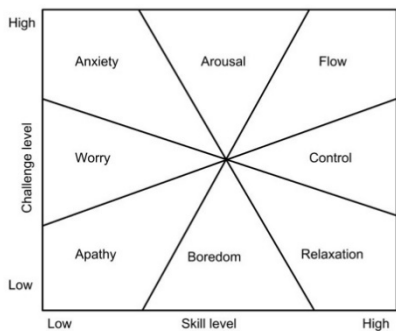 High
Anxiety
Arousal
Flow
Challenge level
Worry
Control
Apathy
Boredom
Relaxation
Low
Low
Skill level
High